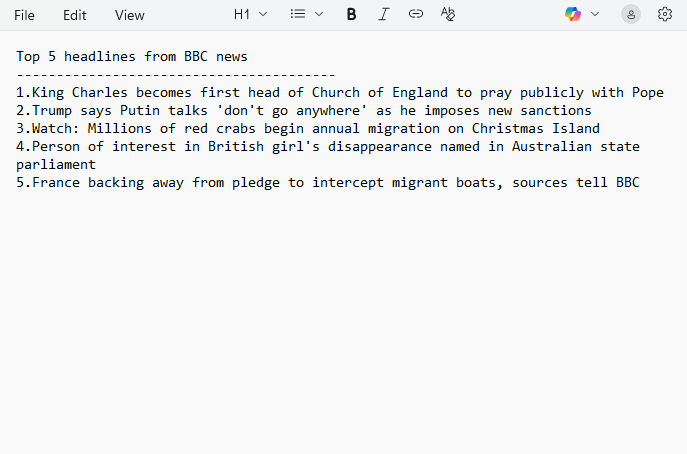 File Edit View H1 B I
Top 5 headlines from BBC news
----------------------------------------
1.King Charles becomes first head of Church of England to pray publicly with Pope
2.Trump says Putin talks 'don't go anywhere' as he imposes new sanctions
3.Watch: Millions of red crabs begin annual migration on Christmas Island
4.Person of interest in British girl's disappearance named in Australian state
parliament
5.France backing away from pledge to intercept migrant boats, sources tell BBC